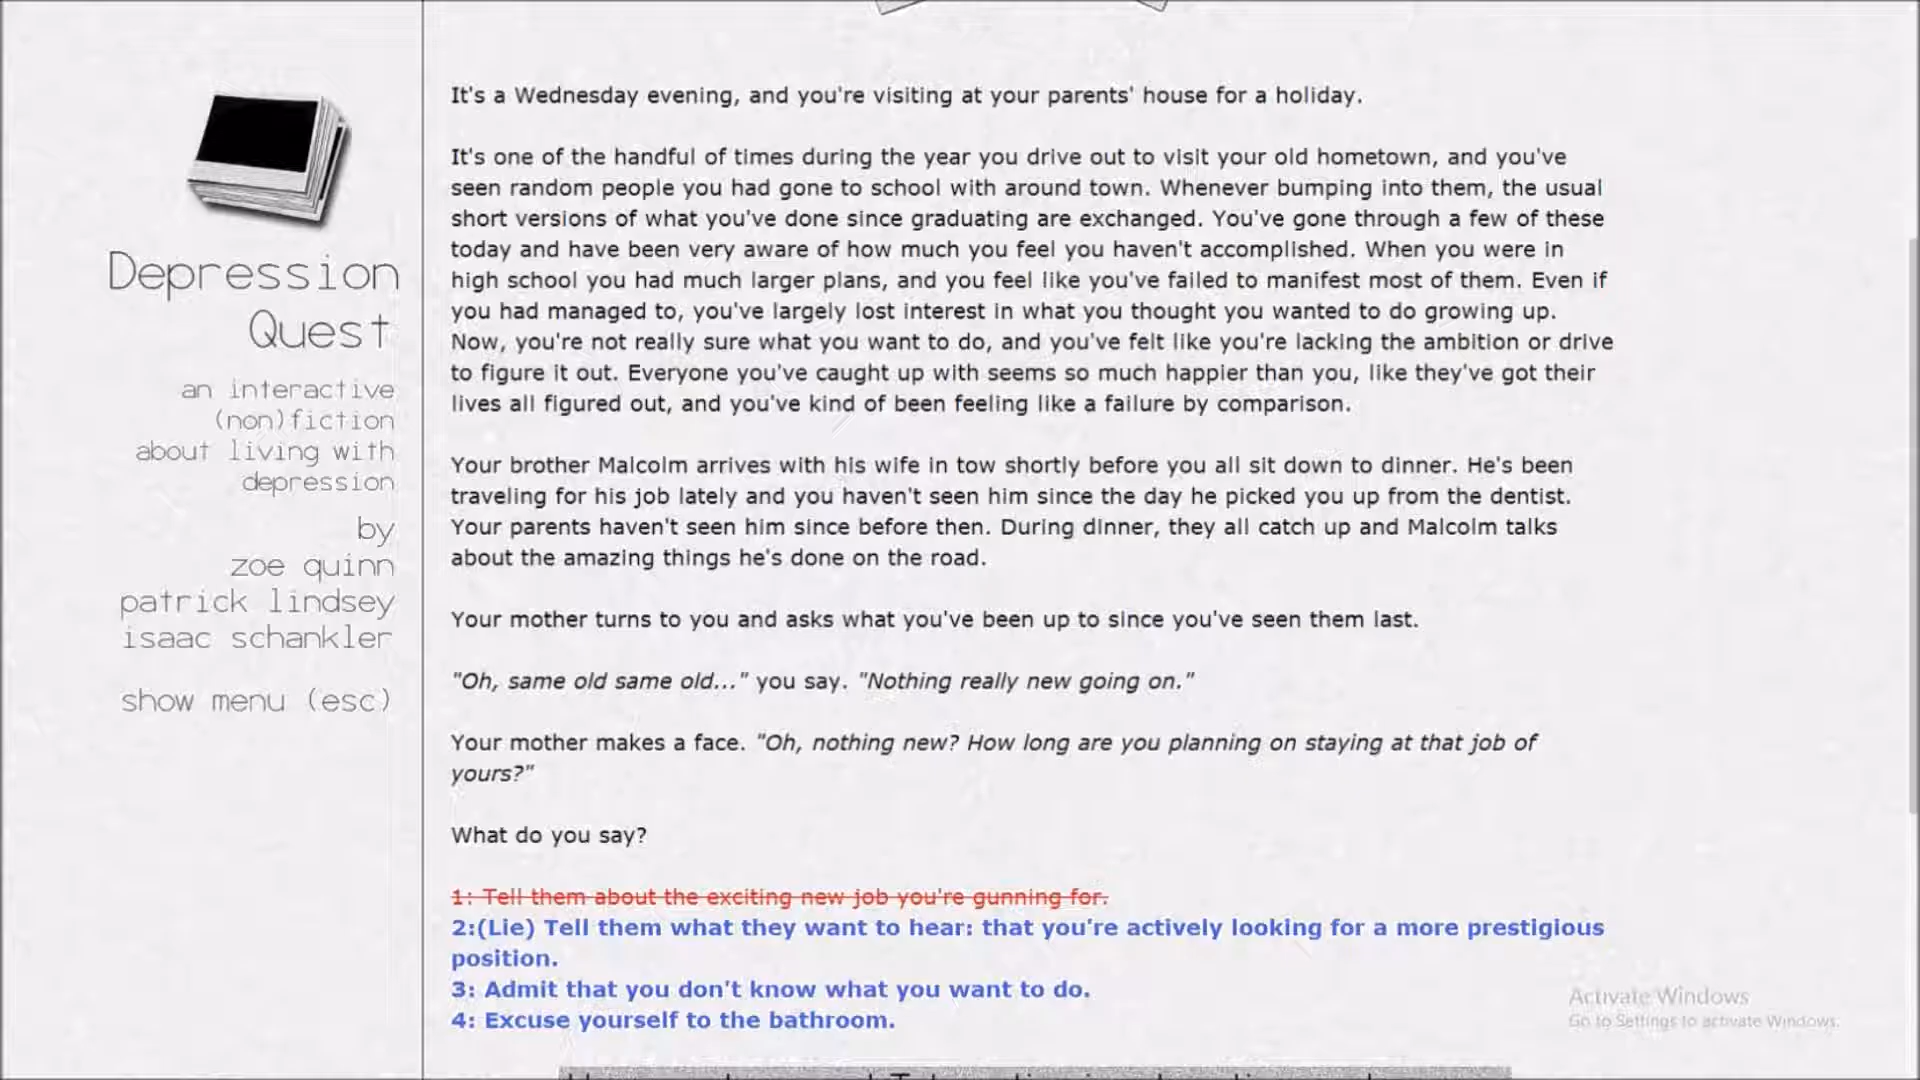 Depression
Quest
an interactive
(non)fiction
about living with
depression
by
zoe quinn
patrick lindsey
isaac schankler
show menu (esc)
It's a Wednesday evening, and you're visiting at your parents' house for a holiday.
It's one of the handful of times during the year you drive out to visit your old hometown, and you've
seen random people you had gone to school with around town. Whenever bumping into them, the usual
short versions of what you've done since graduating are exchanged. You've gone through a few of these
today and have been very aware of how much you feel you haven't accomplished. When you were in
high school you had much larger plans, and you feel like you've failed to manifest most of them. Even if
you had managed to, you've largely lost interest in what you thought you wanted to do growing up.
Now, you're not really sure what you want to do, and you've felt like you're lacking the ambition or drive
to figure it out. Everyone you've caught up with seems so much happier than you, like they've got their
lives all figured out, and you've kind of been feeling like a failure by comparison.
Your brother Malcolm arrives with his wife in tow shortly before you all sit down to dinner. He's been
traveling for his job lately and you haven't seen him since the day he picked you up from the dentist.
Your parents haven't seen him since before then. During dinner, they all catch up and Malcolm talks
about the amazing things he's done on the road.
Your mother turns to you and asks what you've been up to since you've seen them last.
"Oh, same old same old..." you say. "Nothing really new going on."
Your mother makes a face. "Oh, nothing new? How long are you planning on staying at that job of
yours?"
What do you say?
1: Tell them about the exciting new job you're gunning for.
2:(Lie) Tell them what they want to hear: that you're actively looking for a more prestigious
position.
3: Admit that you don't know what you want to do.
4: Excuse yourself to the bathroom.
Activate Windows
Go to Settings to activate Windows.